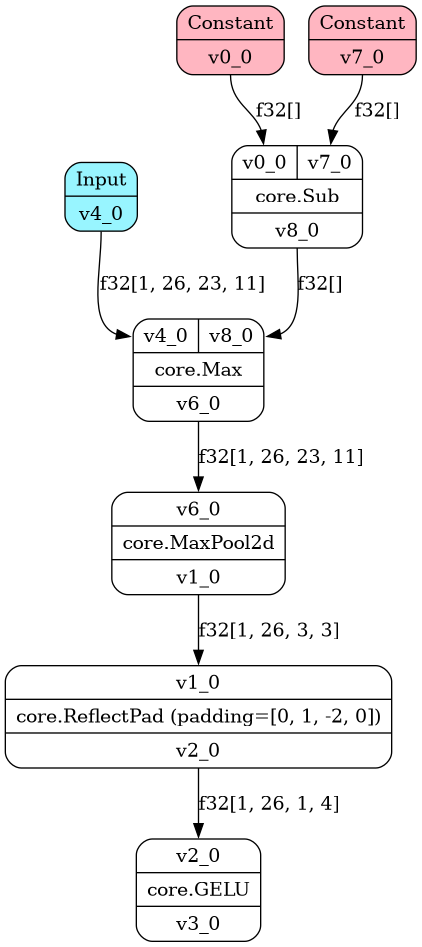 Constant
v0_0
Constant
v7_0
f32[]
f32[]
v0_0 v7_0
core.Sub
v8_0
Input
v4_0
f32[1, 26, 23, 11]
f32[]
v4_0 v8_0
core.Max
v6_0
f32[1, 26, 23, 11]
v6_0
core.MaxPool2d
v1_0
f32[1, 26, 3, 3]
v1_0
core.ReflectPad (padding=[0, 1, -2, 0])
v2_0
f32[1, 26, 1, 4]
v2_0
core.GELU
v3_0